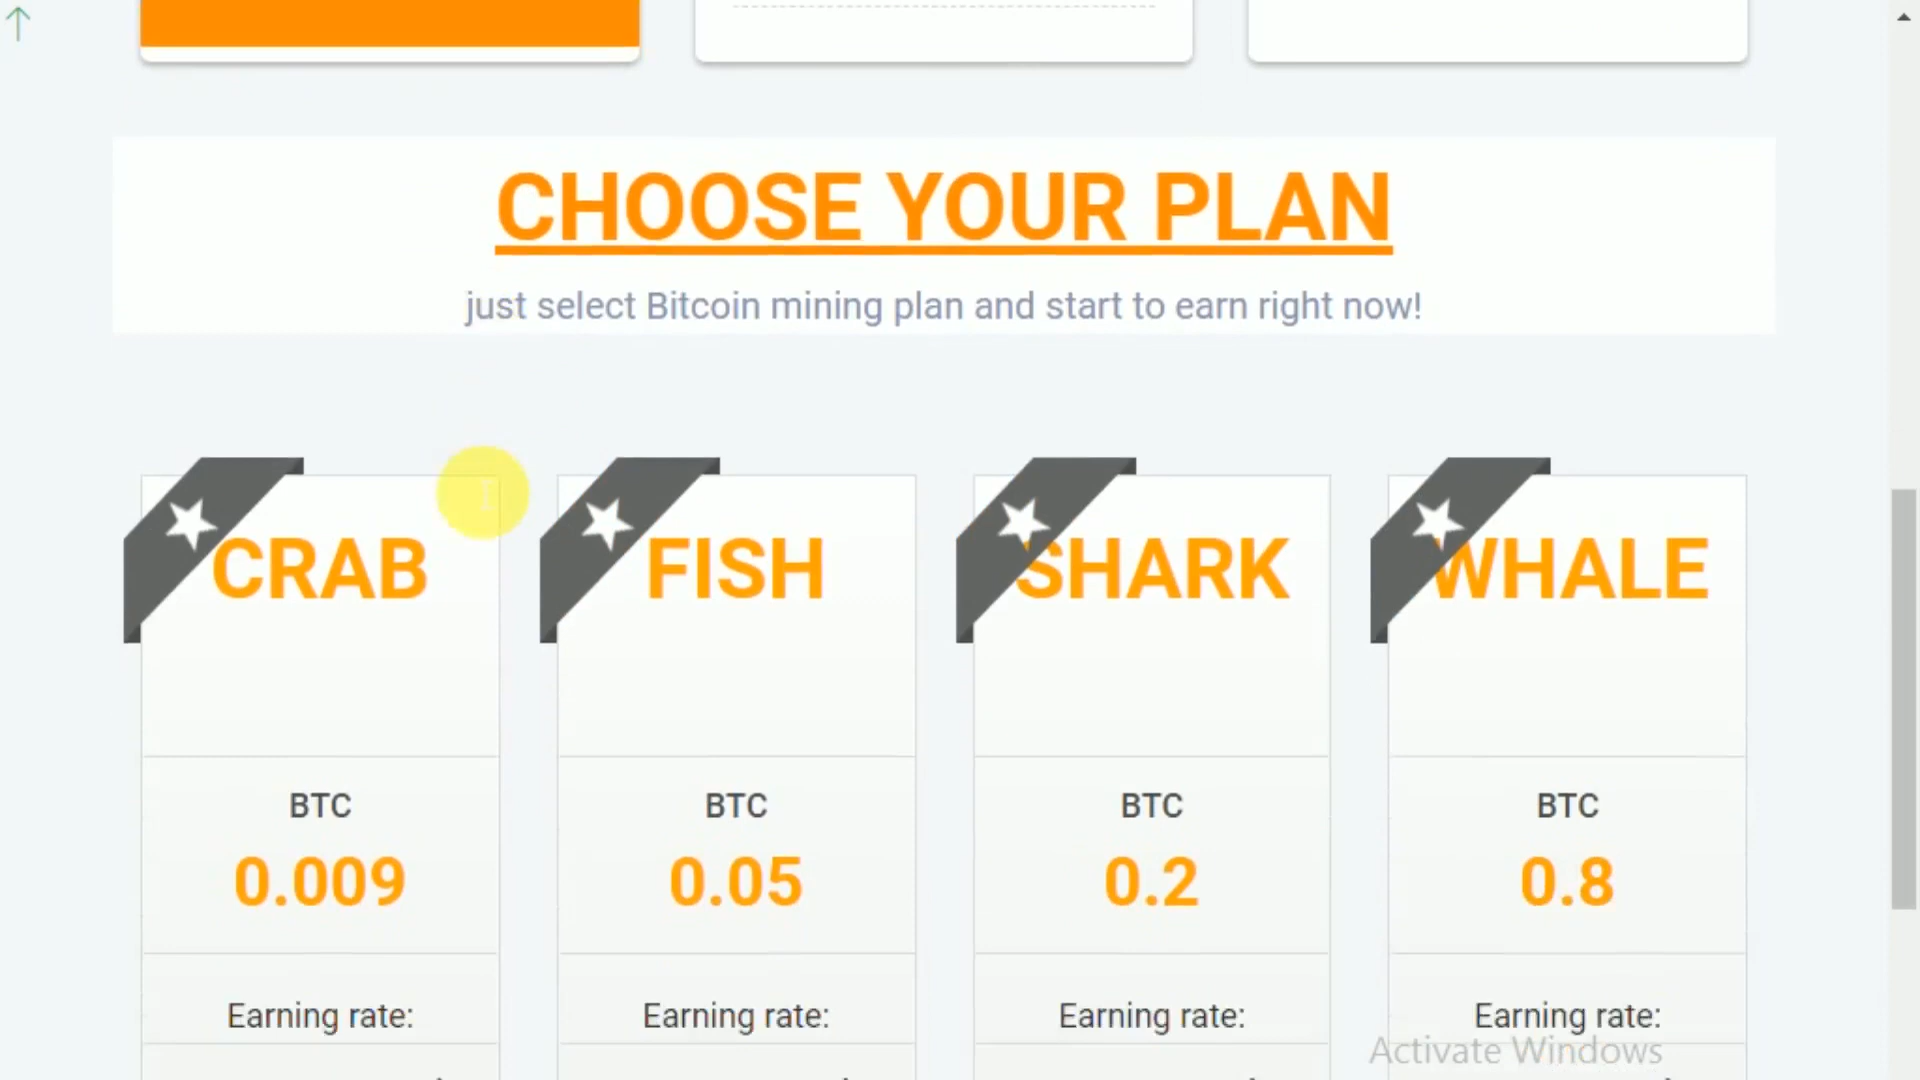 CHOOSE YOUR PLAN
just select Bitcoin mining plan and start to earn right now!
CRAB
FISH
SHARK
WHALE
BTC
BTC
BTC
BTC
0.009
0.05
0.2
0.8
Earning rate:
Earning rate:
Earning rate:
Earning rate:
Activate Windows